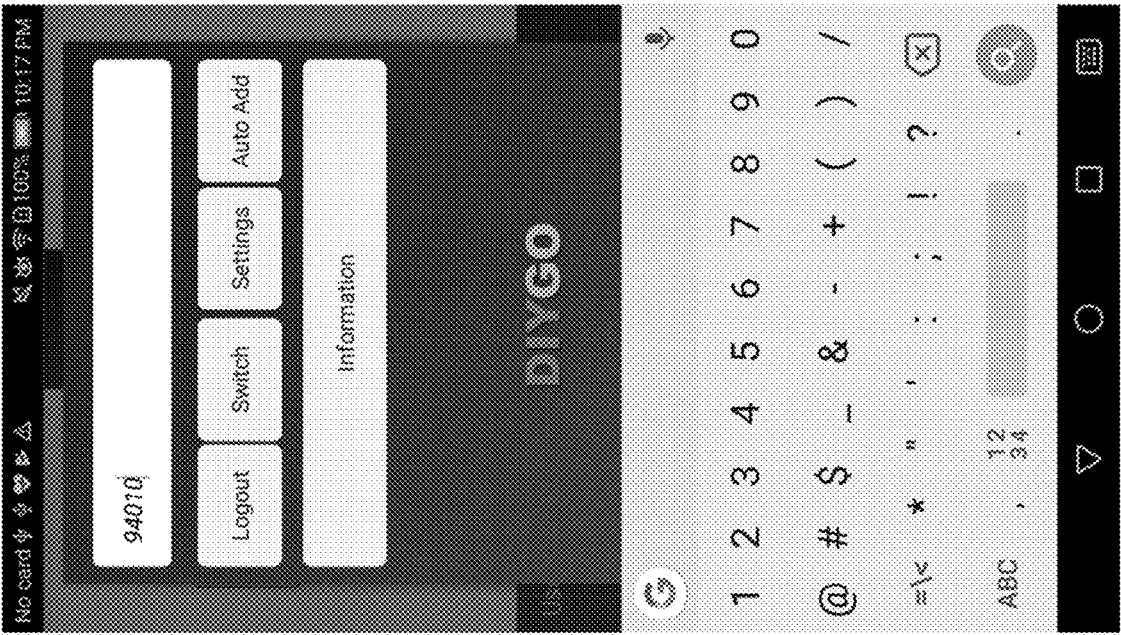 No card 100% 10:17 PM
94010
Logout Switch Settings Auto Add
Information
DIYGO
G
1 2 3 4 5 6 7 8 9 0
@ # $ _ & - + ( ) /
=\< * " ' : ; ! ?
ABC , 12 34 .